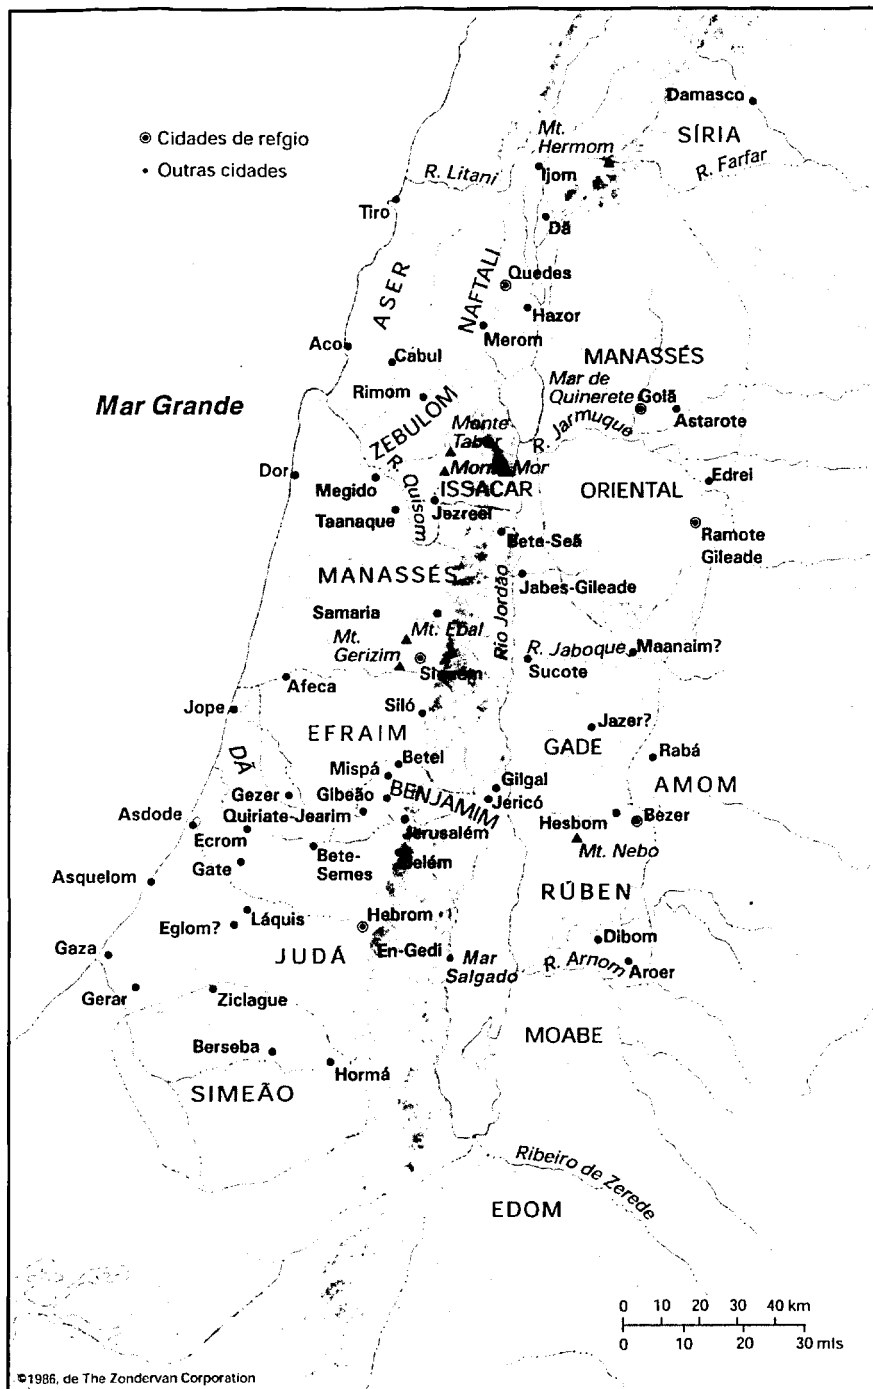 Damasco
SÍRIA
Mt.
Hermom
R. Farfar
Cidades de refgio
Outras cidades
R. Litani
Ijom
Tiro
Dã
ASER
NAFTALI
Quedes
Hazor
Merom
Aco
Cabul
MANASSÉS
Rimom
Mar de
Quinerete
Golã
Mar Grande
Astarote
ZEBULOM
Monte
Tabor
R. Jarmuque
Monte Mor
Dor
Megido
R. Quisom
ISSACAR
ORIENTAL
Edrei
Jezreel
Taanaque
Ramote
Gileade
Bete-Seã
MANASSÉS
Jabes-Gileade
Rio Jordão
Samaria
Mt. Ebal
Mt.
Gerizim
R. Jaboque
Maanaim?
Siquém
Sucote
Afeca
Jope
Siló
EFRAIM
Jazer?
GADE
DÃ
Betel
Rabá
Mispá
AMOM
Gezer
Gibeão
BENJAMIM
Gilgal
Jericó
Quiriate-Jearim
Asdode
Hesbom
Bezer
Ecrom
Jerusalém
Mt. Nebo
Gate
Bete-
Semes
Belém
Asquelom
RÚBEN
Láquis
Hebrom
Eglom?
Dibom
Gaza
JUDÁ
En-Gedi
Mar
Salgado
R. Arnom
Aroer
Gerar
Ziclague
MOABE
Berseba
Hormá
SIMEÃO
Ribeiro de Zerede
EDOM
0 10 20 30 40 km
0 10 20 30 mls
©1986, de The Zondervan Corporation